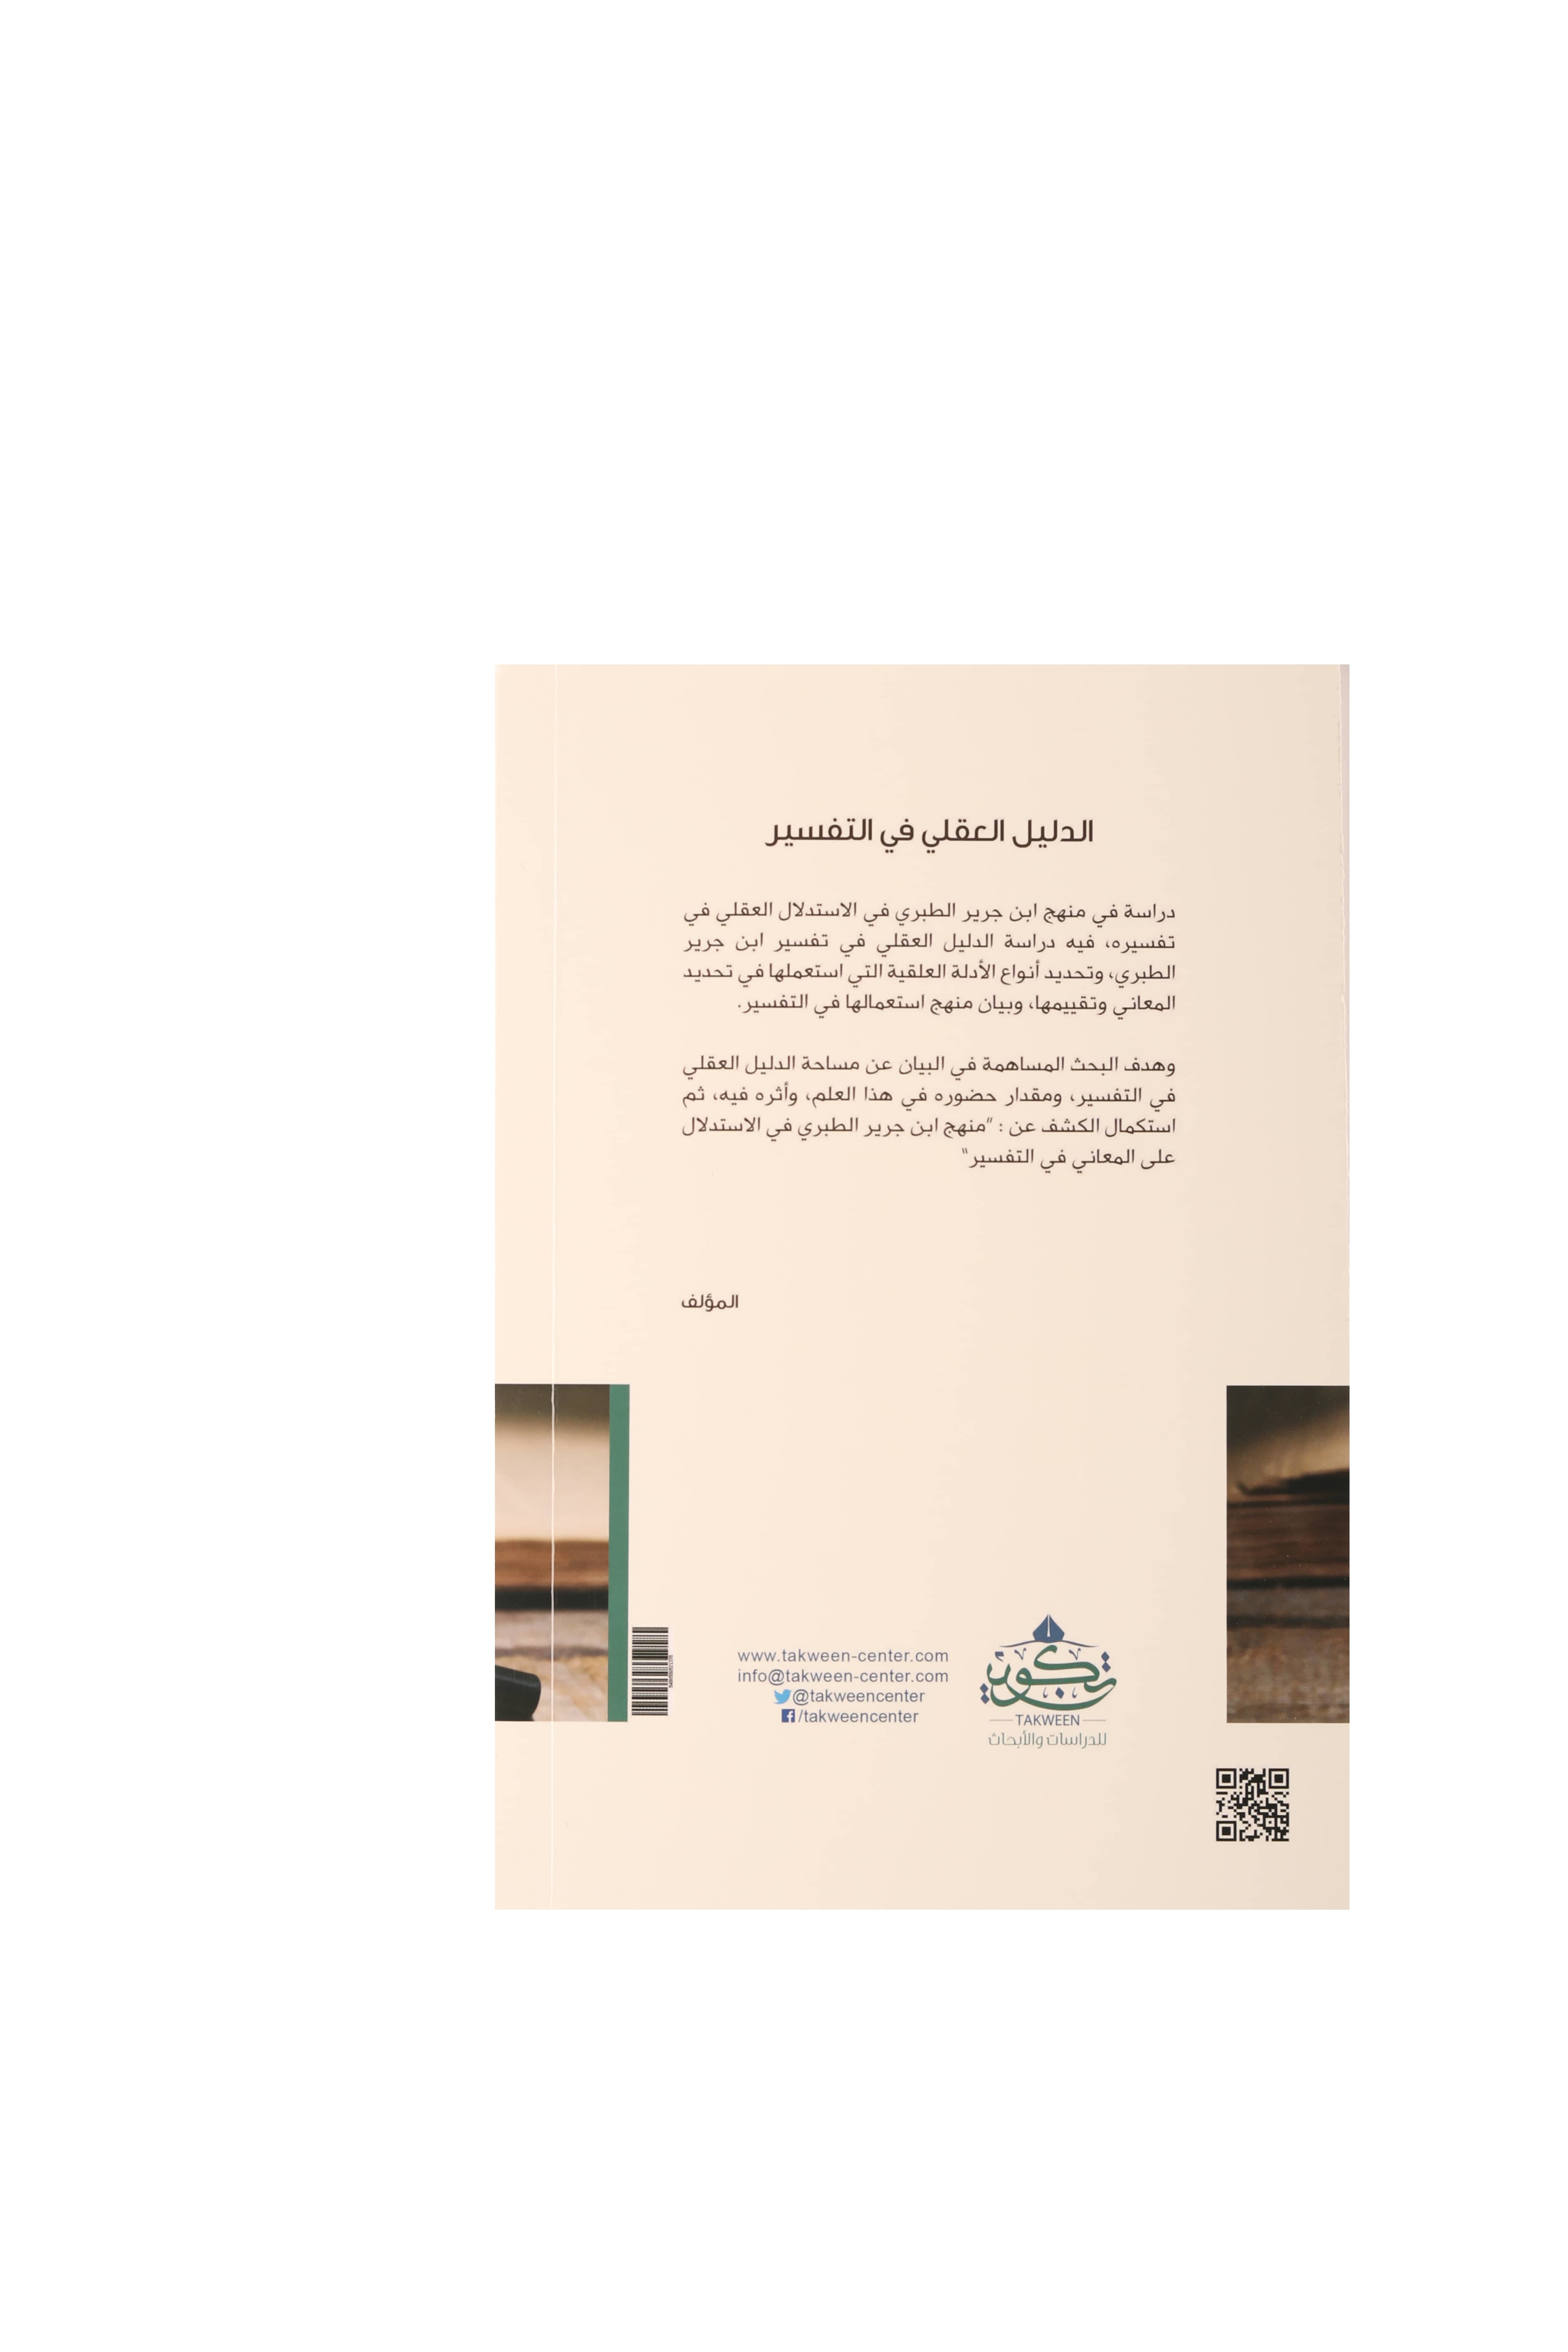 الدليل العقلي في التفسير
دراسة في منهج ابن جرير الطبري في الاستدلال العقلي في
تفسيره، فيه دراسة الدليل العقلي في تفسير ابن جرير
الطبري، وتحديد أنواع الأدلة العلقية التي استعملها في تحديد
المعاني وتقييمها، وبيان منهج استعمالها في التفسير.
وهدف البحث المساهمة في البيان عن مساحة الدليل العقلي
في التفسير، ومقدار حضوره في هذا العلم، وأثره فيه، ثم
استكمال الكشف عن : "منهج ابن جرير الطبري في الاستدلال
على المعاني في التفسير"
المؤلف
تكوين
TAKWEEN
للدراسات والأبحاث
www.takween-center.com
info@takween-center.com
@takweencenter
/takweencenter